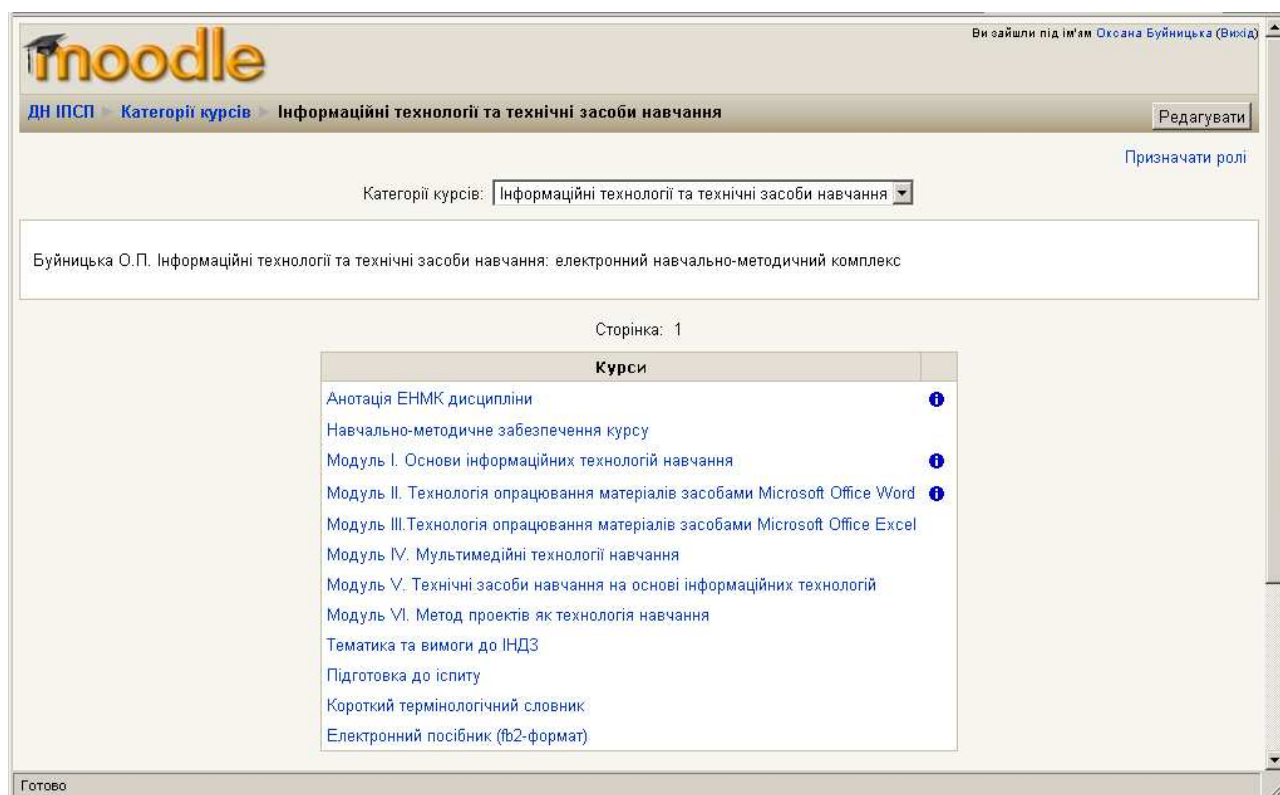 moodle
Ви зайшли під ім'ям Оксана Буйницька (Вихід)
ДН ІПСП ► Категорії курсів ► Інформаційні технології та технічні засоби навчання
Редагувати
Призначати ролі
Категорії курсів: Інформаційні технології та технічні засоби навчання
Буйницька О.П. Інформаційні технології та технічні засоби навчання: електронний навчально-методичний комплекс
Сторінка: 1
Курси
Анотація ЕНМК дисципліни
Навчально-методичне забезпечення курсу
Модуль І. Основи інформаційних технологій навчання
Модуль ІІ. Технологія опрацювання матеріалів засобами Microsoft Office Word
Модуль ІІІ.Технологія опрацювання матеріалів засобами Microsoft Office Excel
Модуль IV. Мультимедійні технології навчання
Модуль V. Технічні засоби навчання на основі інформаційних технологій
Модуль VI. Метод проектів як технологія навчання
Тематика та вимоги до ІНДЗ
Підготовка до іспиту
Короткий термінологічний словник
Електронний посібник (fb2-формат)
Готово